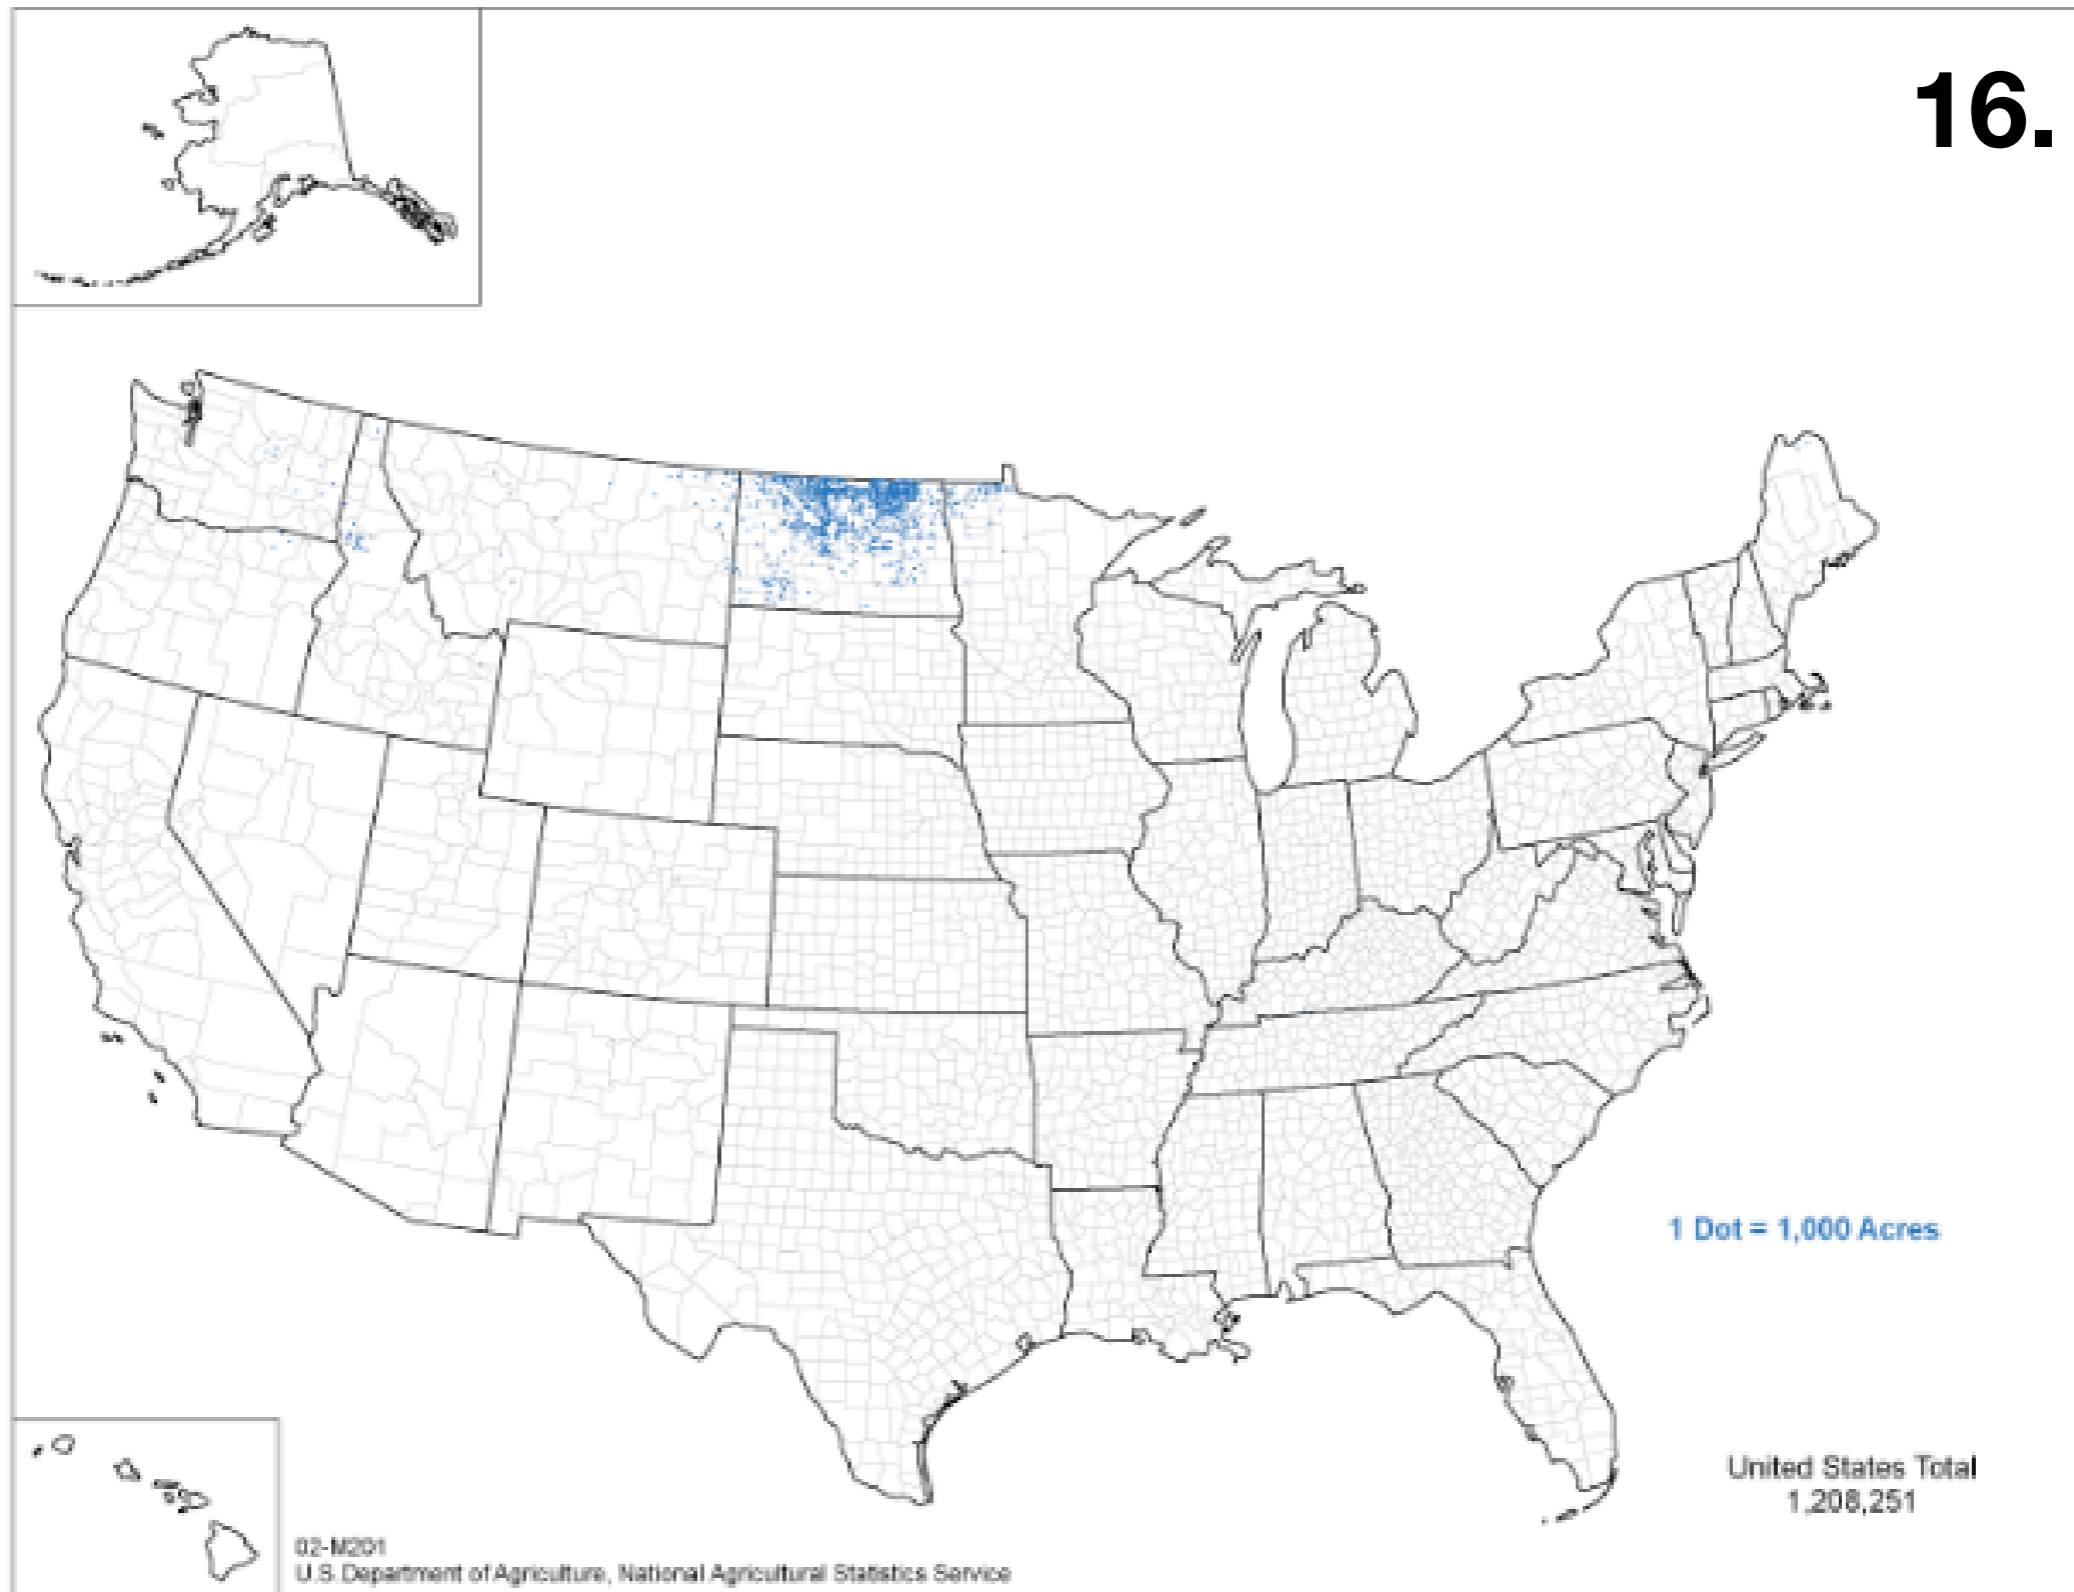 16.
1 Dot = 1,000 Acres
United States Total
1,208,251
02-M201
U.S. Department of Agriculture, National Agricultural Statistics Service